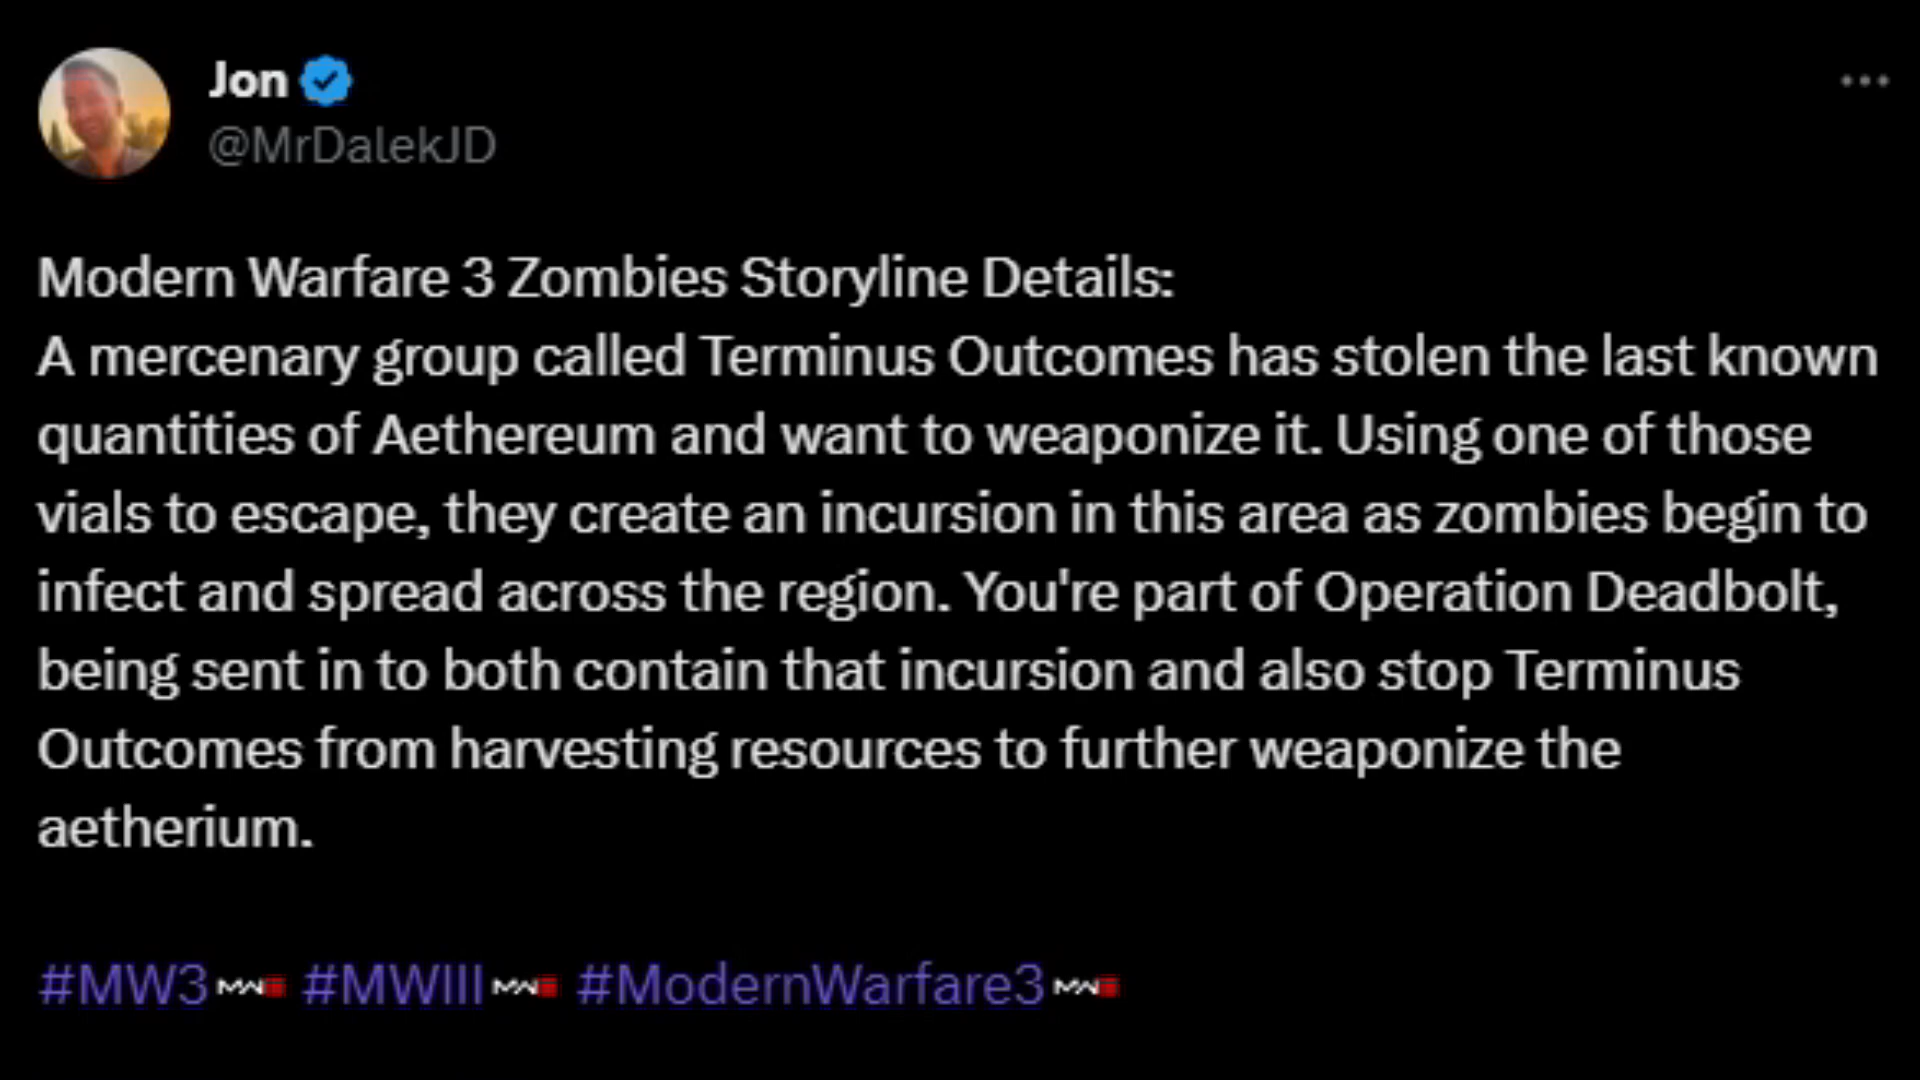 Jon
@MrDalekJD
Modern Warfare 3 Zombies Storyline Details:
A mercenary group called Terminus Outcomes has stolen the last known
quantities of Aethereum and want to weaponize it. Using one of those
vials to escape, they create an incursion in this area as zombies begin to
infect and spread across the region. You're part of Operation Deadbolt,
being sent in to both contain that incursion and also stop Terminus
Outcomes from harvesting resources to further weaponize the
aetherium.
#MW3 #MWIII #ModernWarfare3